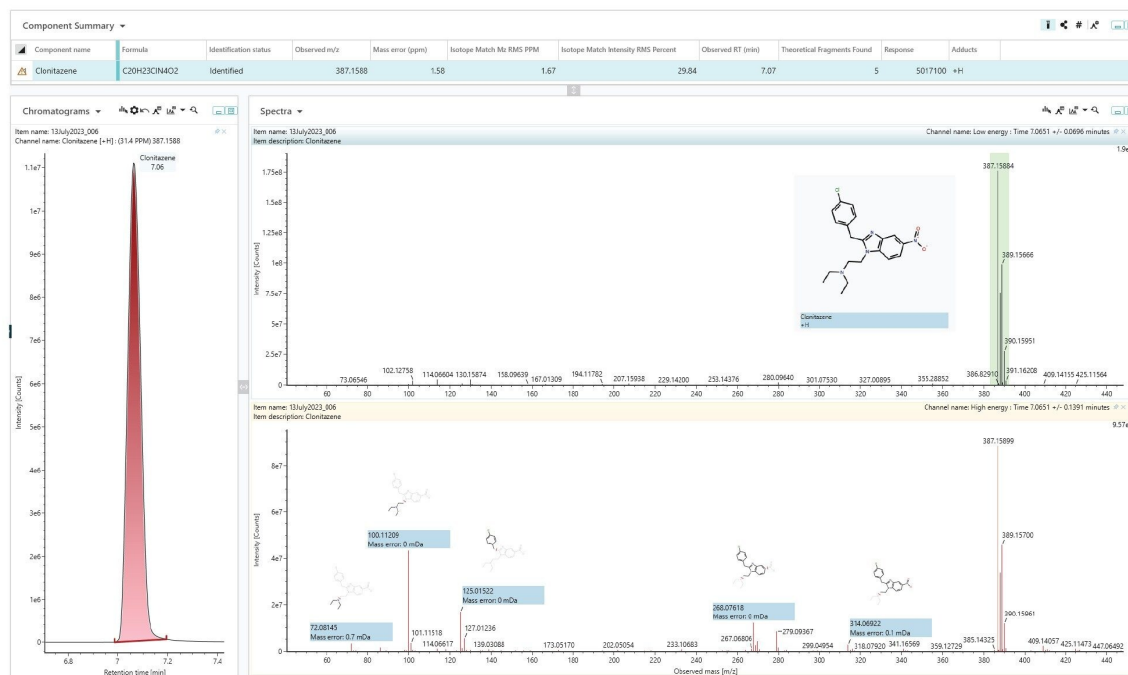 Component Summary
#
Component name Formula Identification status Observed m/z Mass error (ppm) Isotope Match Mz RMS PPM Isotope Match Intensity RMS Percent Observed RT (min) Theoretical Fragments Found Response Adducts
Clonitazene C20H23ClN4O2 Identified 387.1588 1.58 1.67 29.84 7.07 5 5017100 +H
Chromatograms
Item name: 13July2023_006
Channel name: Clonitazene [+H] : (31.4 PPM) 387.1588
Clonitazene
7.06
1.1e7
1e7
9e6
8e6
7e6
6e6
5e6
4e6
3e6
2e6
1e6
0
Intensity [Counts]
6.8 7 7.2 7.4
Retention time [min]
Spectra
Item name: 13July2023_006 Channel name: Low energy : Time 7.0651 +/- 0.0696 minutes
Item description: Clonitazene
387.15884
1.75e8
1.5e8
1.25e8
1e8
7.5e7
5e7
2.5e7
0
Intensity [Counts]
389.15666
390.15951
Clonitazene
+H
73.06546 102.12758 114.06604 130.15874 158.09639 167.01309 194.11782 207.15938 229.14200 253.14376 280.09640 301.07530 327.00895 355.28852 386.82910 391.16208 409.14155 425.11564
60 80 100 120 140 160 180 200 220 240 260 280 300 320 340 360 380 400 420 440
Item name: 13July2023_006 Channel name: High energy : Time 7.0651 +/- 0.1391 minutes
Item description: Clonitazene
9.57e
387.15899
8e7
6e7
4e7
2e7
0
Intensity [Counts]
100.11209
Mass error: 0 mDa
389.15700
125.01522
Mass error: 0 mDa
268.07618
Mass error: 0 mDa
314.06922
Mass error: 0.1 mDa
72.08145
Mass error: 0.7 mDa
390.15961
101.11518 114.06617 127.01236 139.03088 173.05170 202.05054 233.10683 267.06806 279.09367 299.04954 318.07920 341.16569 359.12729 385.14325 409.14057 425.11473 447.06492
60 80 100 120 140 160 180 200 220 240 260 280 300 320 340 360 380 400 420 440
Observed mass [m/z]